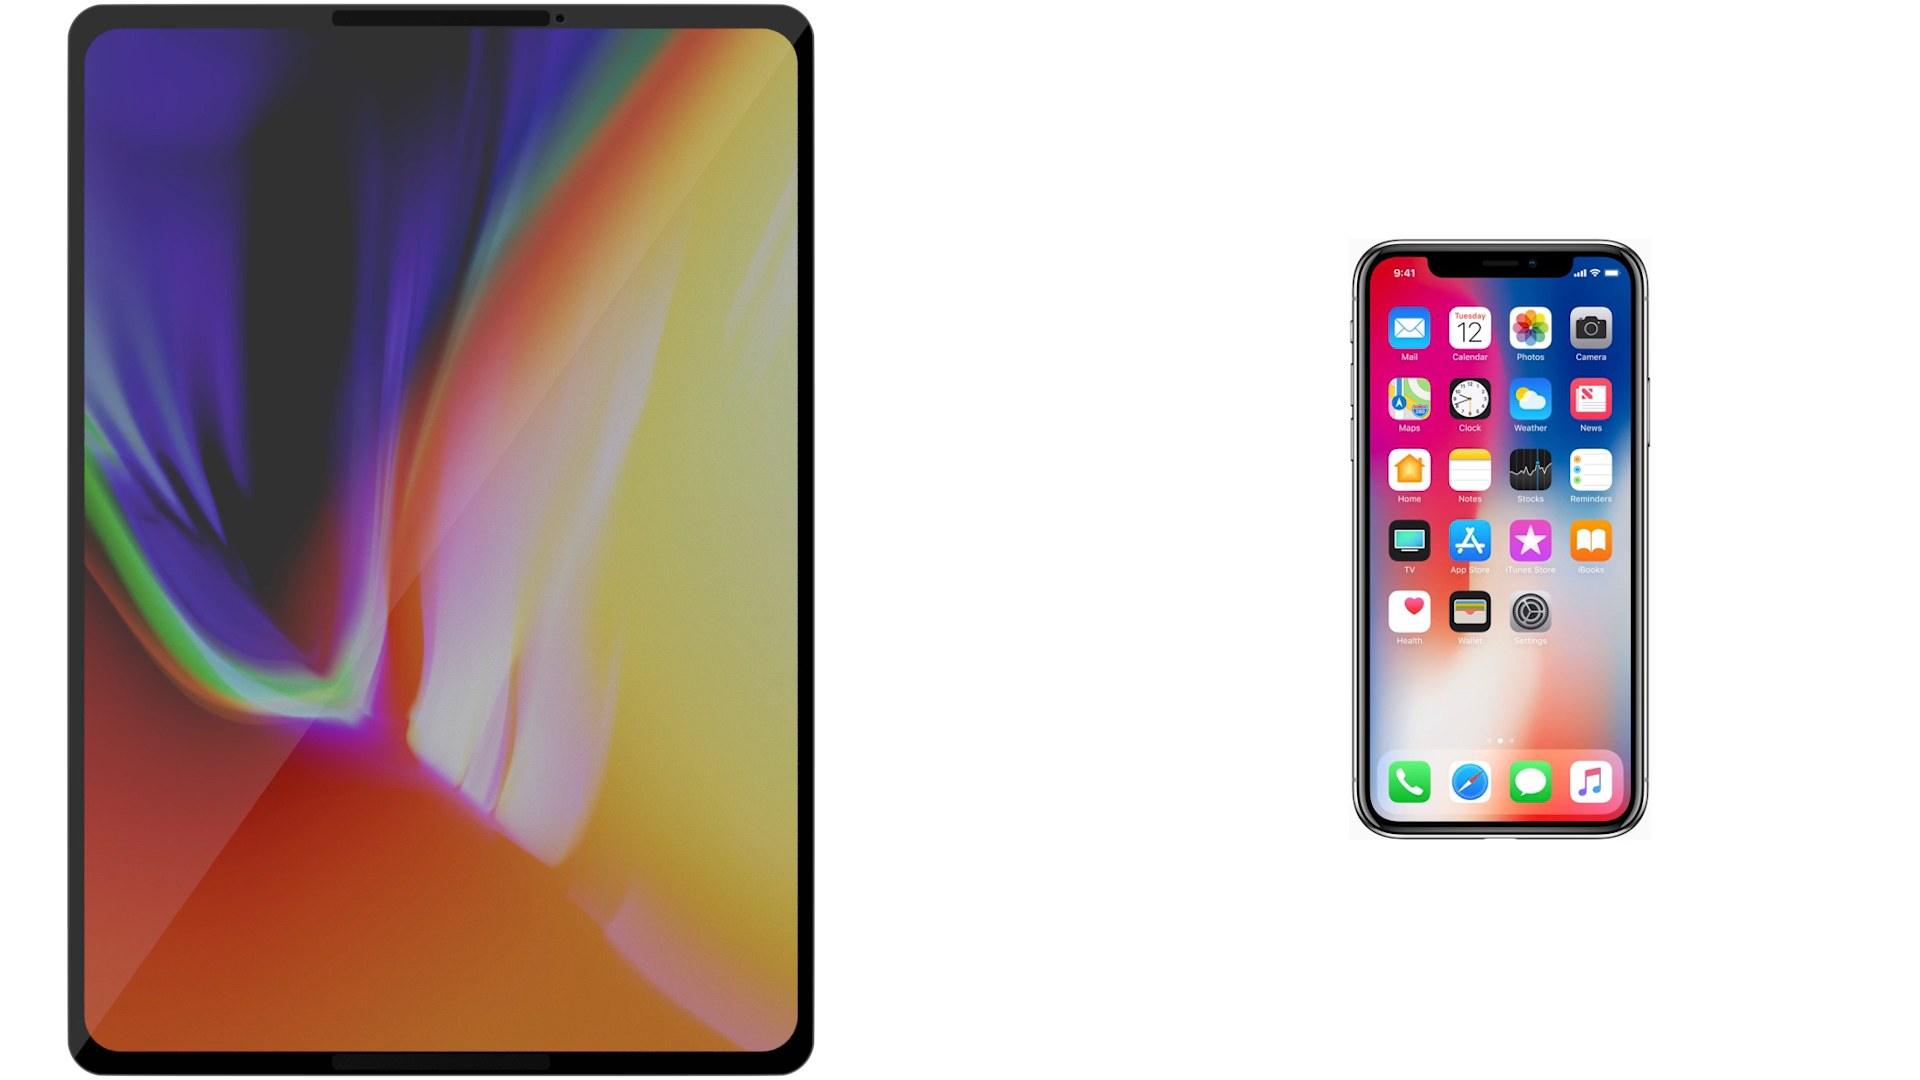 9:41
Tuesday
12
Mail Calendar Photos Camera
Maps Clock Weather News
Home Notes Stocks Reminders
TV App Store iTunes Store iBooks
Health Wallet Settings